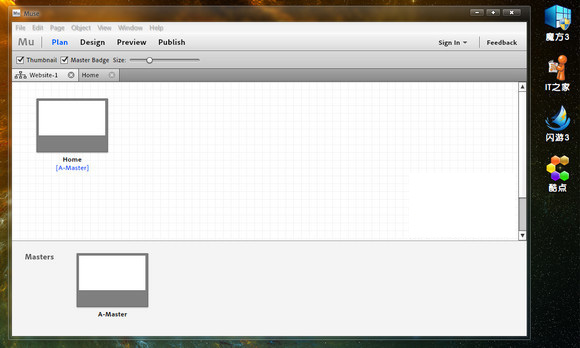 Mu Muse
File Edit Page Object View Window Help
Mu Plan Design Preview Publish Sign In Feedback
Thumbnail Master Badge Size:
Website-1 Home
Home
[A-Master]
Masters
A-Master
魔方3
IT之家
闪游3
酷点